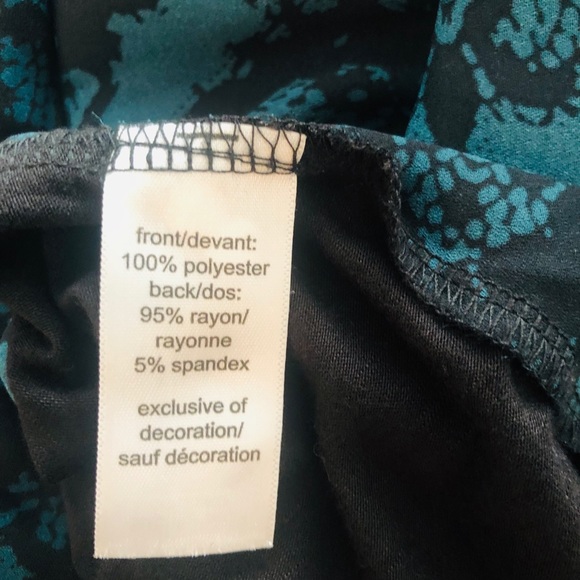 front/devant:
100% polyester
back/dos:
95% rayon/
rayonne
5% spandex
exclusive of
decoration/
sauf décoration